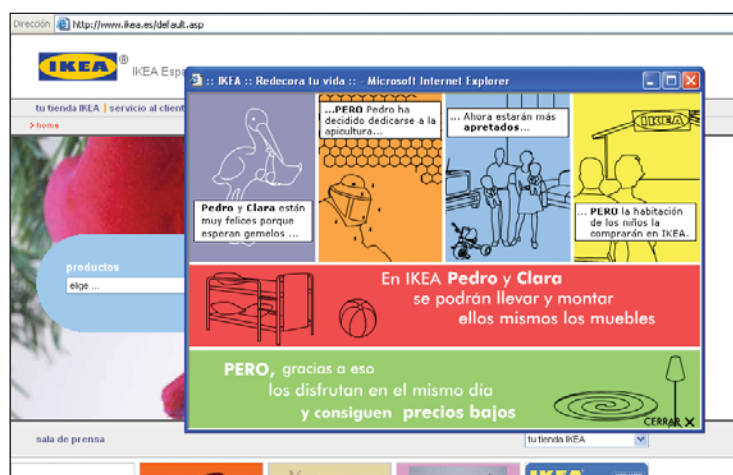 Dirección http://www.ikea.es/default.asp
IKEA ®
IKEA Espa
:: IKEA :: Redecora tu vida :: - Microsoft Internet Explorer
tu tienda IKEA | servicio al client
> home
Pedro y Clara están
muy felices porque
esperan gemelos ...
...PERO Pedro ha
decidido dedicarse a la
apicultura...
... Ahora estarán más
apretados...
IKEA
... PERO la habitación
de los niños la
comprarán en IKEA.
productos
elige ...
En IKEA Pedro y Clara
se podrán llevar y montar
ellos mismos los muebles
PERO, gracias a eso
los disfrutan en el mismo día
y consiguen precios bajos
CERRAR X
sala de prensa
tu tienda IKEA
IKEA